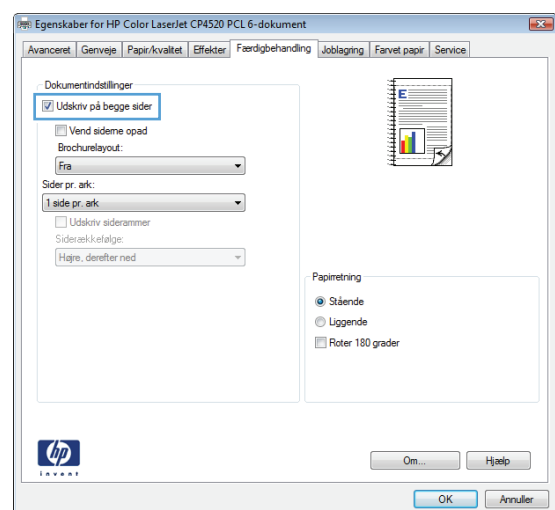 Egenskaber for HP Color LaserJet CP4520 PCL 6-dokument
Avanceret Genveje Papir/kvalitet Effekter Færdigbehandling Joblagring Farvet papir Service
Dokumentindstillinger
Udskriv på begge sider
Vend siderne opad
Brochurelayout:
Fra
Sider pr. ark:
1 side pr. ark
Udskriv siderammer
Siderækkefølge:
Højre, derefter ned
E
Papirretning
Stående
Liggende
Roter 180 grader
hp
invent
Om... Hjælp
OK Annuller